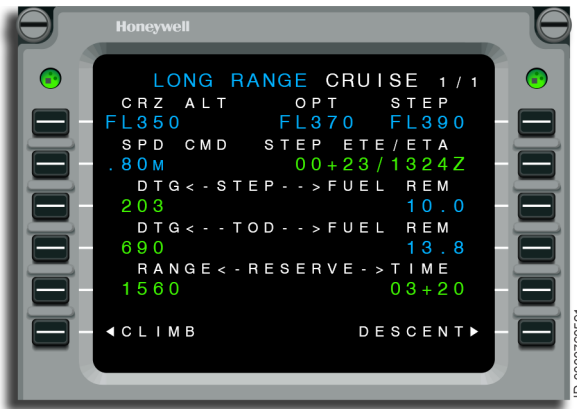 Honeywell
LONG RANGE CRUISE 1/1
CRZ ALT OPT STEP
FL350 FL370 FL390
SPD CMD STEP ETE/ETA
.80M 00+23/1324Z
DTG<-STEP-->FUEL REM
203 10.0
DTG<--TOD-->FUEL REM
690 13.8
RANGE<-RESERVE->TIME
1560 03+20
◀CLIMB DESCENT▶